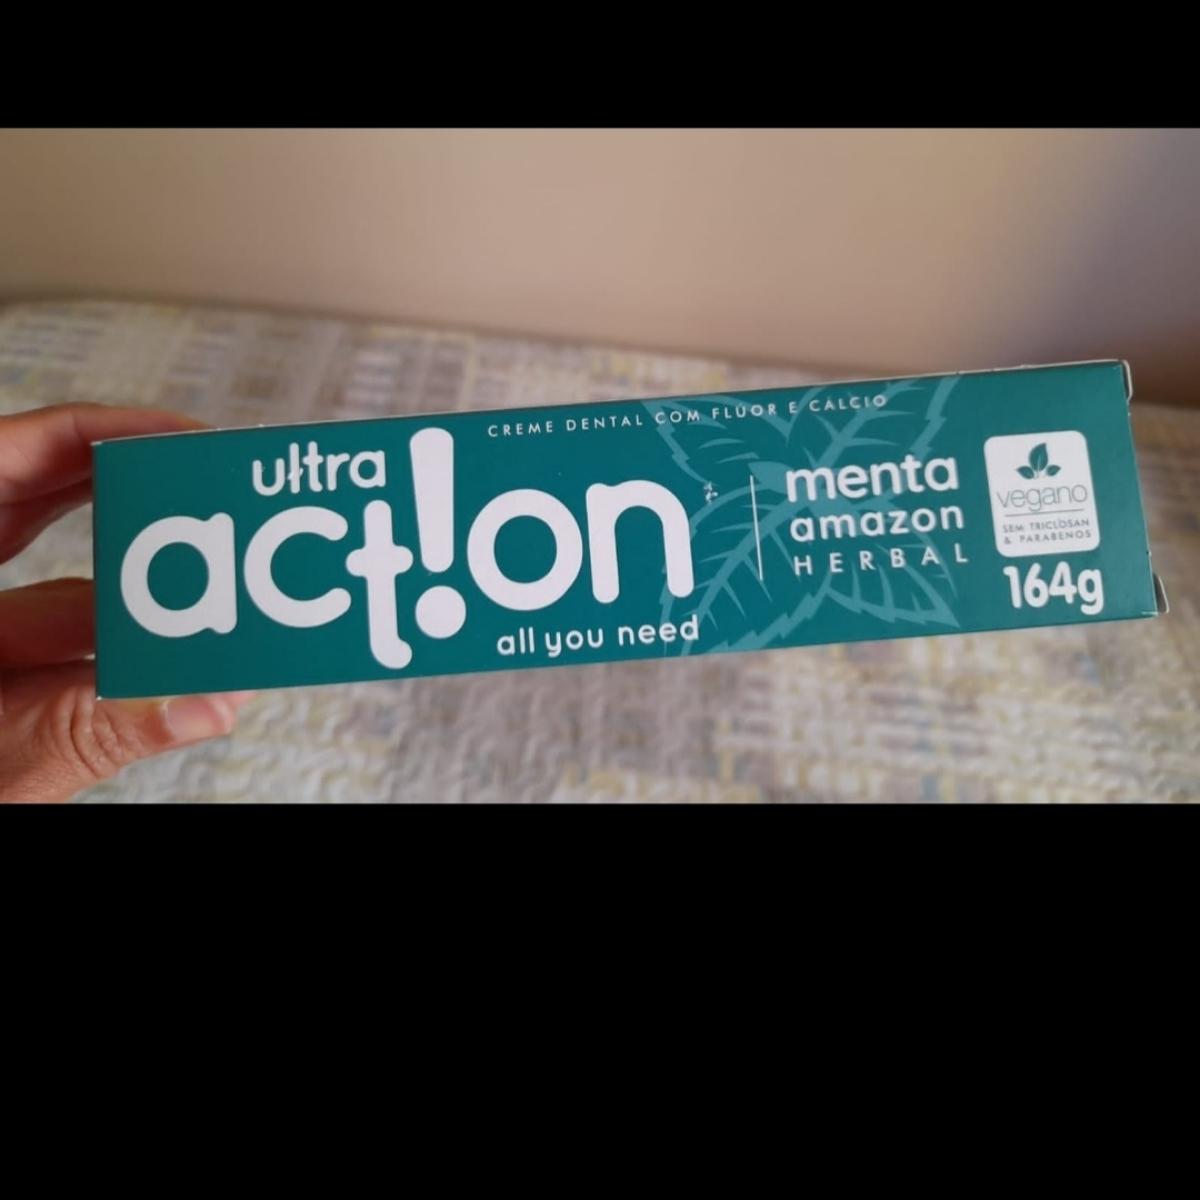 CREME DENTAL COM FLÚOR E CÁLCIO
ultra
act!on
all you need
menta
amazon
HERBAL
vegano
SEM TRICLOSAN
& PARABENOS
164g